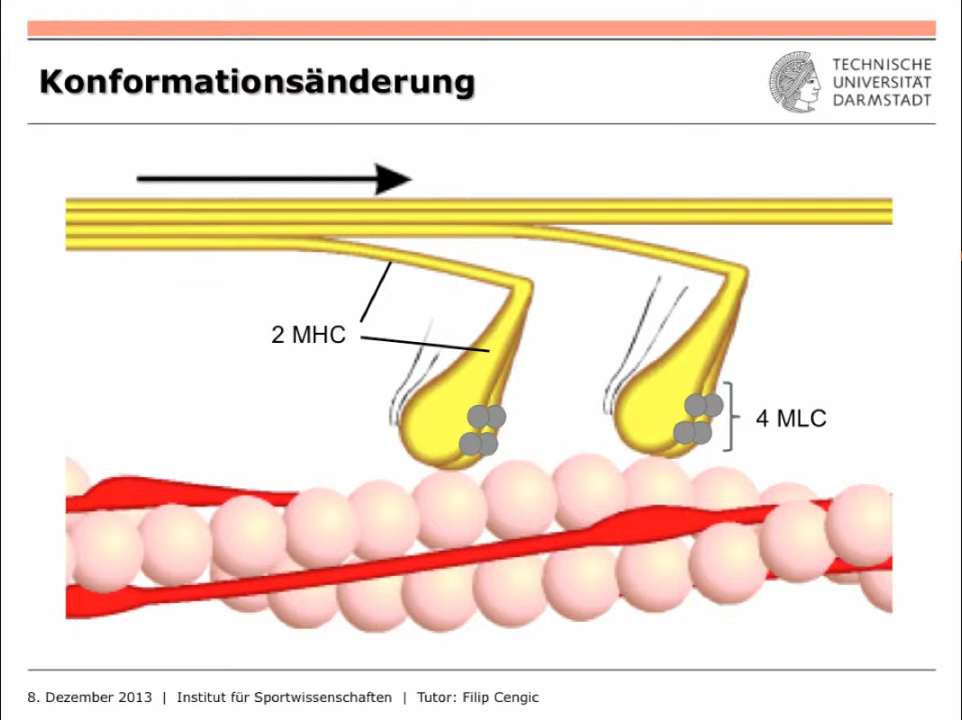 Konformationsänderung
TECHNISCHE
UNIVERSITÄT
DARMSTADT
2 MHC
4 MLC
8. Dezember 2013 | Institut für Sportwissenschaften | Tutor: Filip Cengic